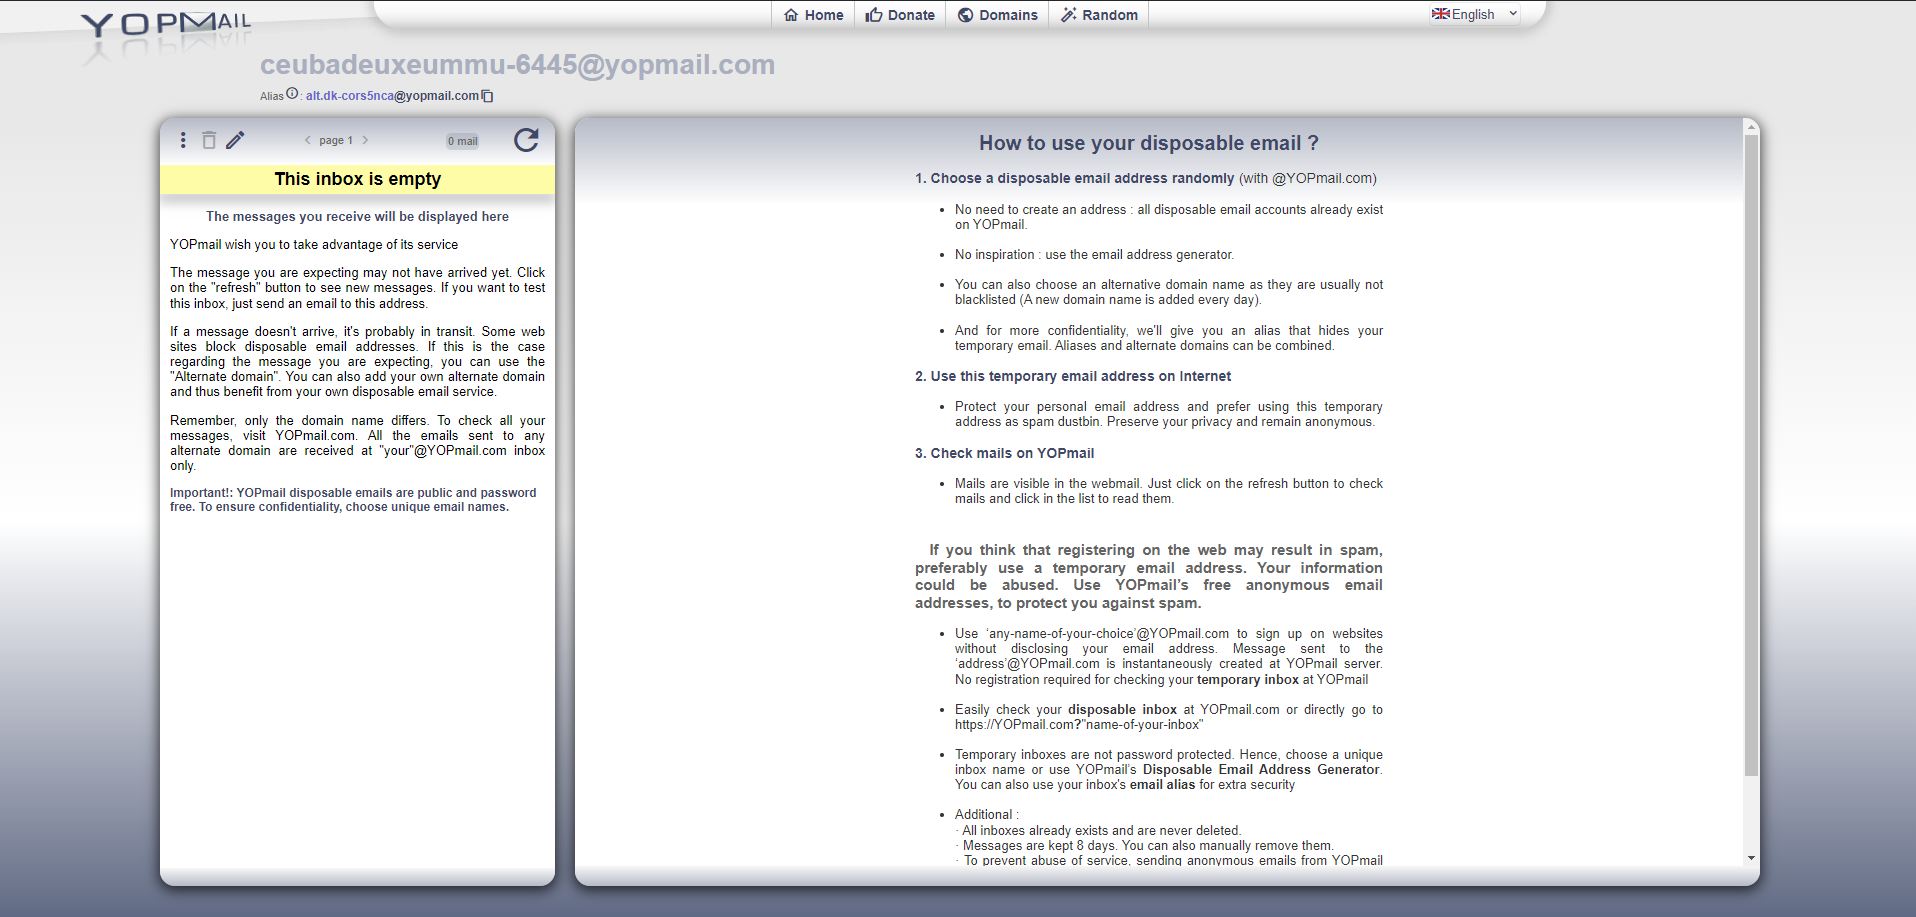 YOPMAIL
Home
Donate
Domains
Random
English
ceubadeuxeummu-6445@yopmail.com
Alias : alt.dk-cors5nca@yopmail.com
page 1
0 mail
This inbox is empty
The messages you receive will be displayed here
YOPmail wish you to take advantage of its service
The message you are expecting may not have arrived yet. Click
on the "refresh" button to see new messages. If you want to test
this inbox, just send an email to this address.
If a message doesn't arrive, it's probably in transit. Some web
sites block disposable email addresses. If this is the case
regarding the message you are expecting, you can use the
"Alternate domain". You can also add your own alternate domain
and thus benefit from your own disposable email service.
Remember, only the domain name differs. To check all your
messages, visit YOPmail.com. All the emails sent to any
alternate domain are received at "your"@YOPmail.com inbox
only.
Important!: YOPmail disposable emails are public and password
free. To ensure confidentiality, choose unique email names.
How to use your disposable email ?
1. Choose a disposable email address randomly (with @YOPmail.com)
• No need to create an address : all disposable email accounts already exist
on YOPmail.
• No inspiration : use the email address generator.
• You can also choose an alternative domain name as they are usually not
blacklisted (A new domain name is added every day).
• And for more confidentiality, we'll give you an alias that hides your
temporary email. Aliases and alternate domains can be combined.
2. Use this temporary email address on Internet
• Protect your personal email address and prefer using this temporary
address as spam dustbin. Preserve your privacy and remain anonymous.
3. Check mails on YOPmail
• Mails are visible in the webmail. Just click on the refresh button to check
mails and click in the list to read them.
If you think that registering on the web may result in spam,
preferably use a temporary email address. Your information
could be abused. Use YOPmail’s free anonymous email
addresses, to protect you against spam.
• Use ‘any-name-of-your-choice’@YOPmail.com to sign up on websites
without disclosing your email address. Message sent to the
‘address’@YOPmail.com is instantaneously created at YOPmail server.
No registration required for checking your temporary inbox at YOPmail
• Easily check your disposable inbox at YOPmail.com or directly go to
https://YOPmail.com?"name-of-your-inbox"
• Temporary inboxes are not password protected. Hence, choose a unique
inbox name or use YOPmail’s Disposable Email Address Generator.
You can also use your inbox's email alias for extra security
• Additional :
· All inboxes already exists and are never deleted.
· Messages are kept 8 days. You can also manually remove them.
· To prevent abuse of service, sending anonymous emails from YOPmail